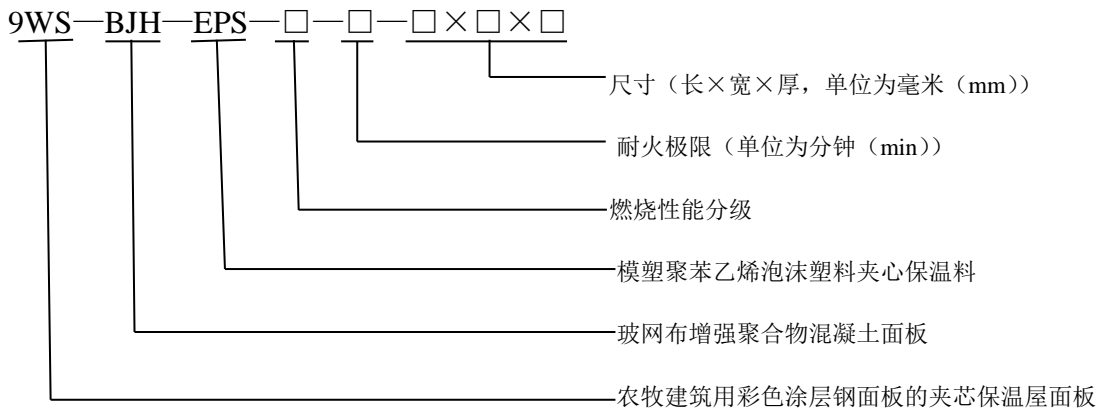 9WS—BJH—EPS—□—□—□×□×□
尺寸（长×宽×厚，单位为毫米（mm））
耐火极限（单位为分钟（min））
燃烧性能分级
模塑聚苯乙烯泡沫塑料夹心保温料
玻网布增强聚合物混凝土面板
农牧建筑用彩色涂层钢面板的夹芯保温屋面板